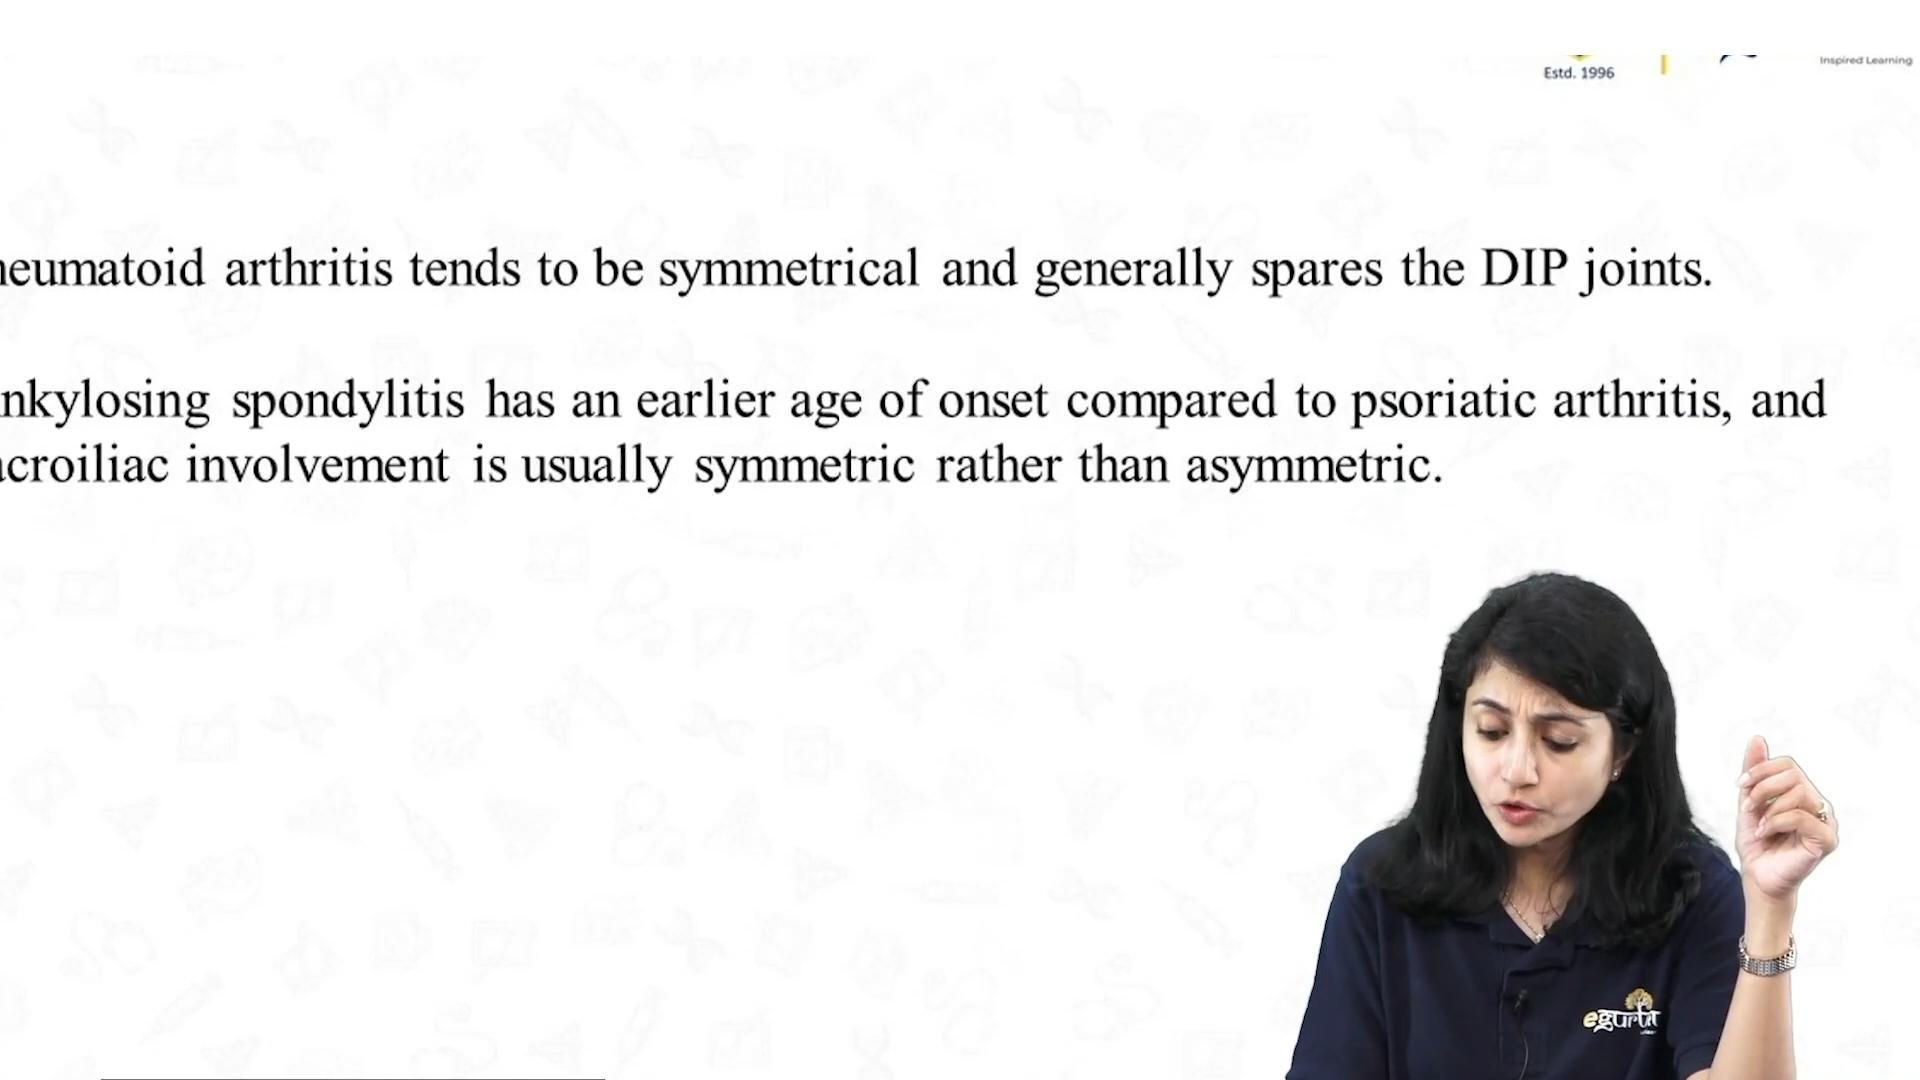 Estd. 1996
Inspired Learning
heumatoid arthritis tends to be symmetrical and generally spares the DIP joints.
nkylosing spondylitis has an earlier age of onset compared to psoriatic arthritis, and
acroiliac involvement is usually symmetric rather than asymmetric.
egurukul